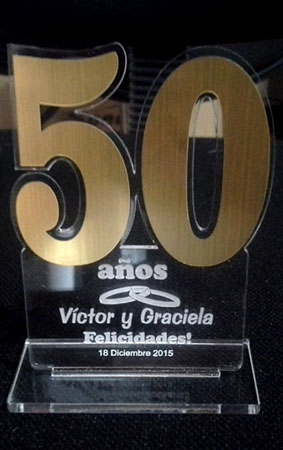 50
años
Víctor y Graciela
Felicidades!
18 Diciembre 2015